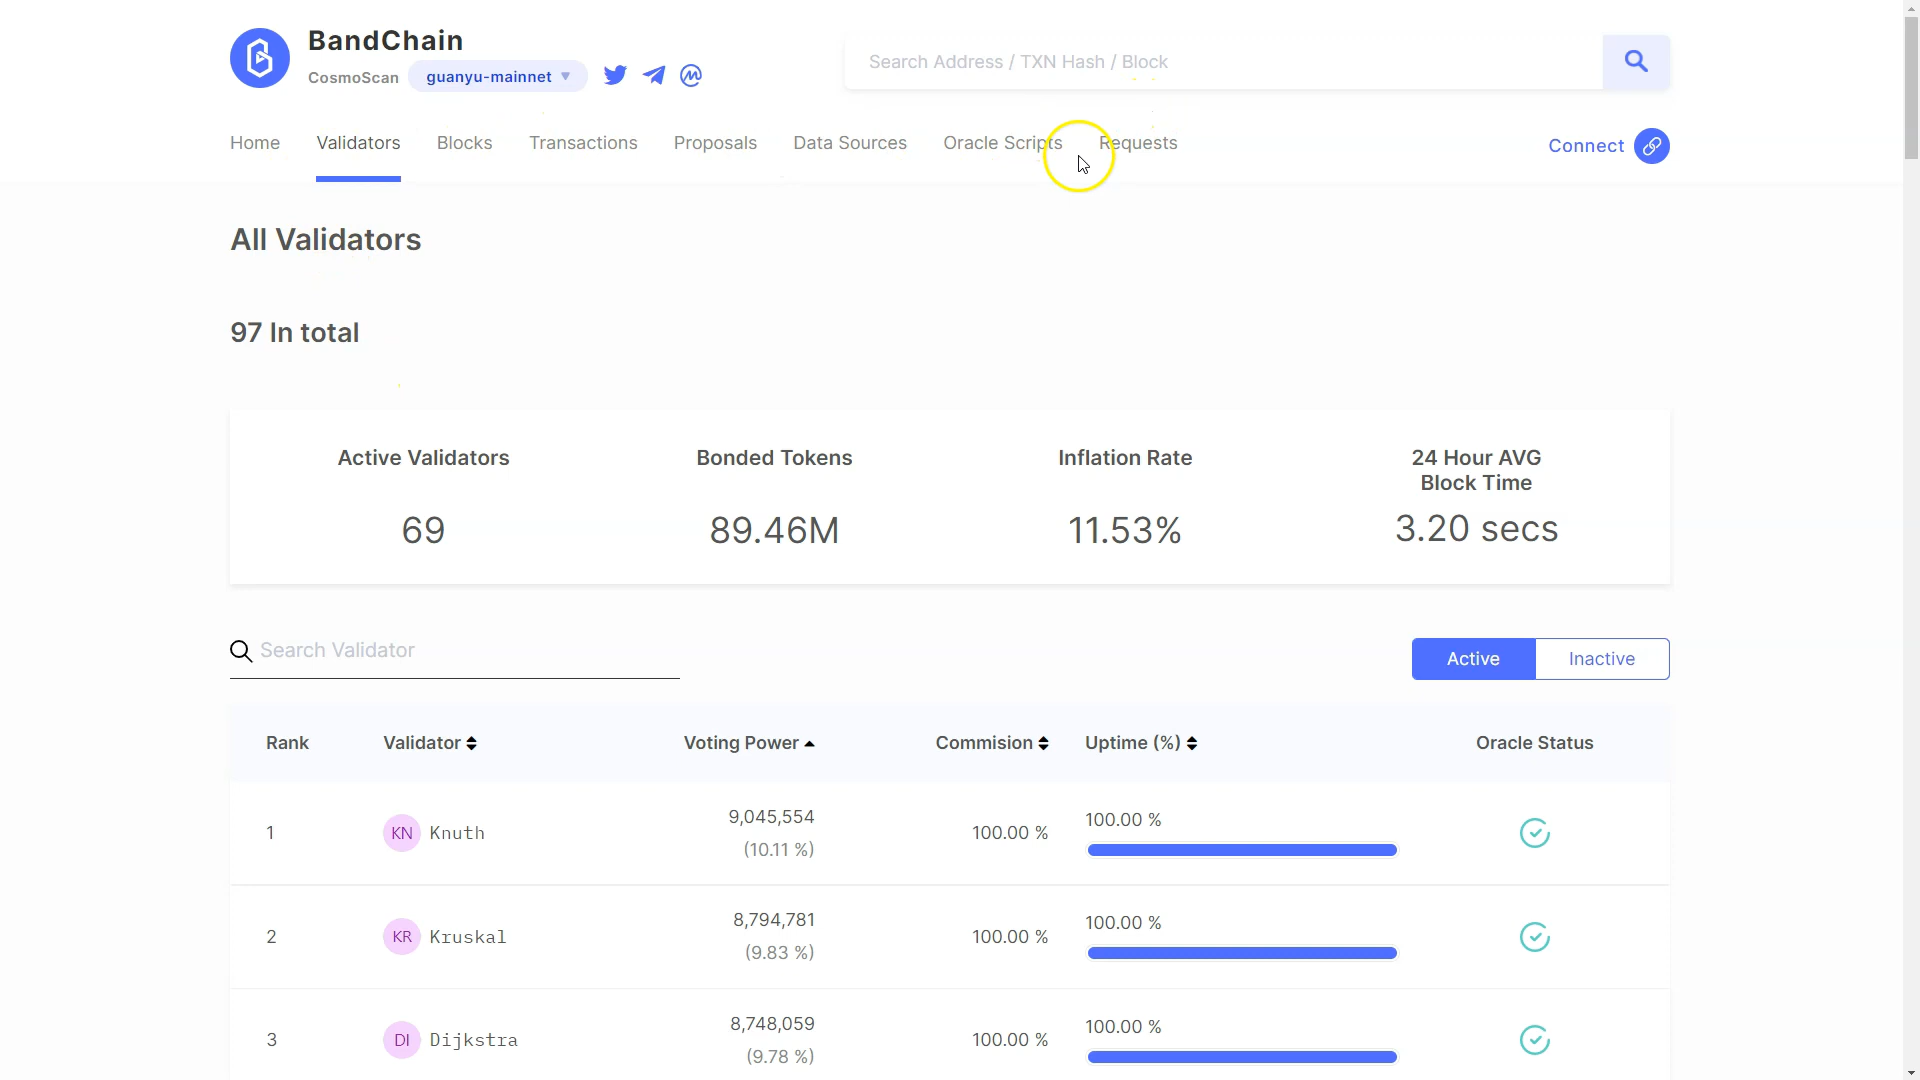 BandChain
CosmoScan guanyu-mainnet
Search Address / TXN Hash / Block
Home Validators Blocks Transactions Proposals Data Sources Oracle Scripts Requests
Connect
All Validators
97 In total
Active Validators
69
Bonded Tokens
89.46M
Inflation Rate
11.53%
24 Hour AVG
Block Time
3.20 secs
Search Validator
Active Inactive
Rank Validator Voting Power Commision Uptime (%) Oracle Status
1 KN Knuth 9,045,554 100.00 % 100.00 %
(10.11 %)
2 KR Kruskal 8,794,781 100.00 % 100.00 %
(9.83 %)
3 DI Dijkstra 8,748,059 100.00 % 100.00 %
(9.78 %)